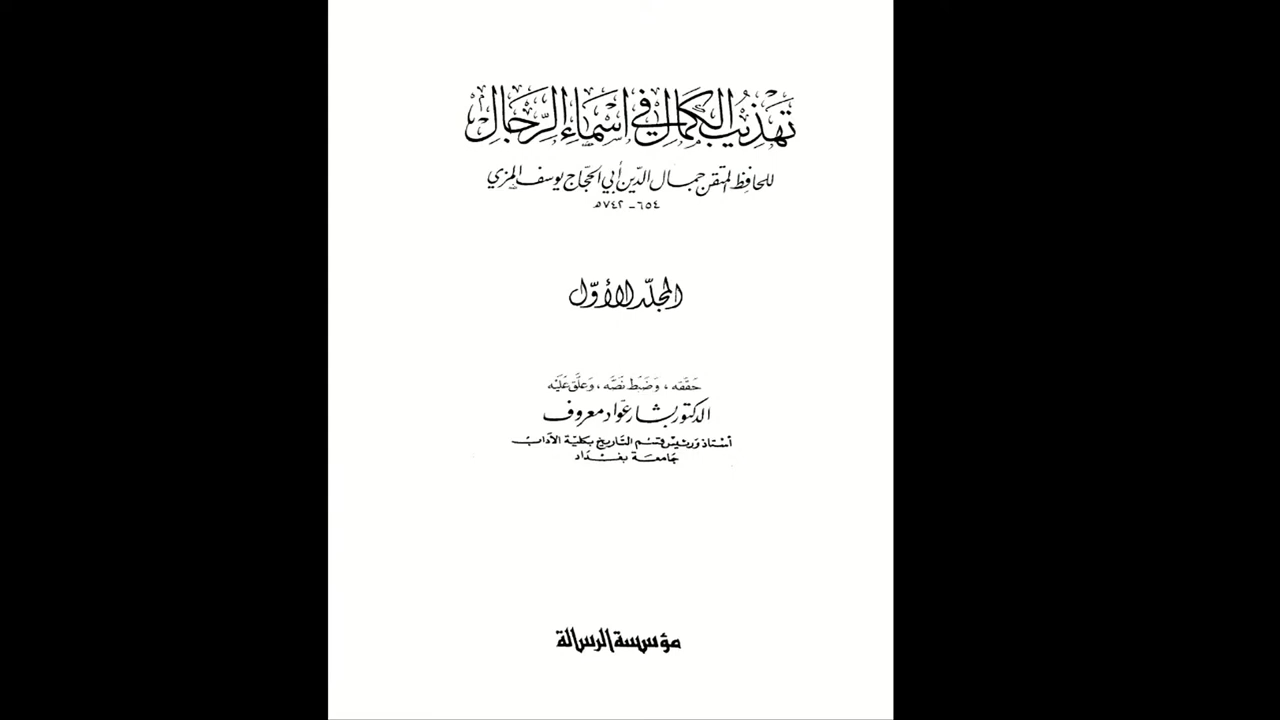 تهذيب الكمال في أسماء الرجال
للحافظ المتقن جمال الدين أبي الحجاج يوسف المزي
٦٥٤ - ٧٤٢ هـ
المجلد الأول
حققه ، وضبط نصه ، وعلق عليه
الدكتور بشار عواد معروف
أستاذ ورئيس قسم التاريخ بكلية الآداب
جامعة بغداد
مؤسسة الرسالة